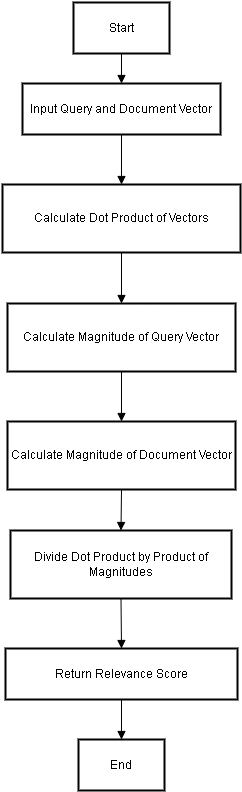 Start
Input Query and Document Vector
Calculate Dot Product of Vectors
Calculate Magnitude of Query Vector
Calculate Magnitude of Document Vector
Divide Dot Product by Product of
Magnitudes
Return Relevance Score
End